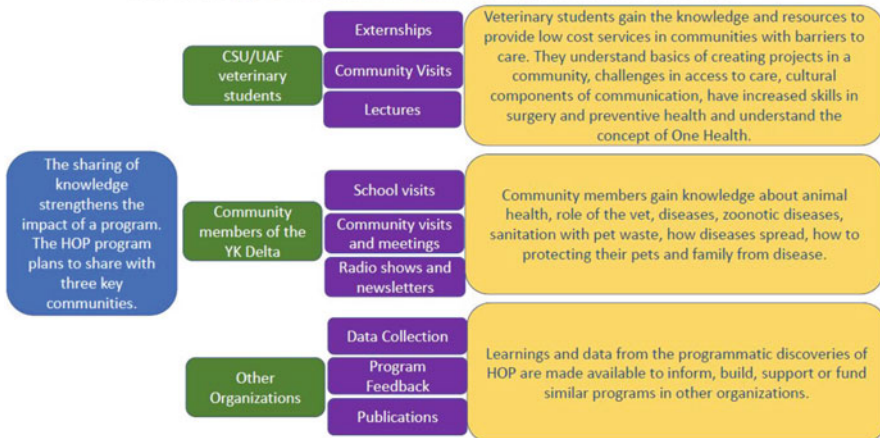 The sharing of
knowledge
strengthens the
impact of a program.
The HOP program
plans to share with
three key
communities.
CSU/UAF
veterinary
students
Externships
Community Visits
Lectures
Veterinary students gain the knowledge and resources to
provide low cost services in communities with barriers to
care. They understand basics of creating projects in a
community, challenges in access to care, cultural
components of communication, have increased skills in
surgery and preventive health and understand the
concept of One Health.
Community
members of the
YK Delta
School visits
Community visits
and meetings
Radio shows and
newsletters
Community members gain knowledge about animal
health, role of the vet, diseases, zoonotic diseases,
sanitation with pet waste, how diseases spread, how to
protecting their pets and family from disease.
Other
Organizations
Data Collection
Program
Feedback
Publications
Learnings and data from the programmatic discoveries of
HOP are made available to inform, build, support or fund
similar programs in other organizations.